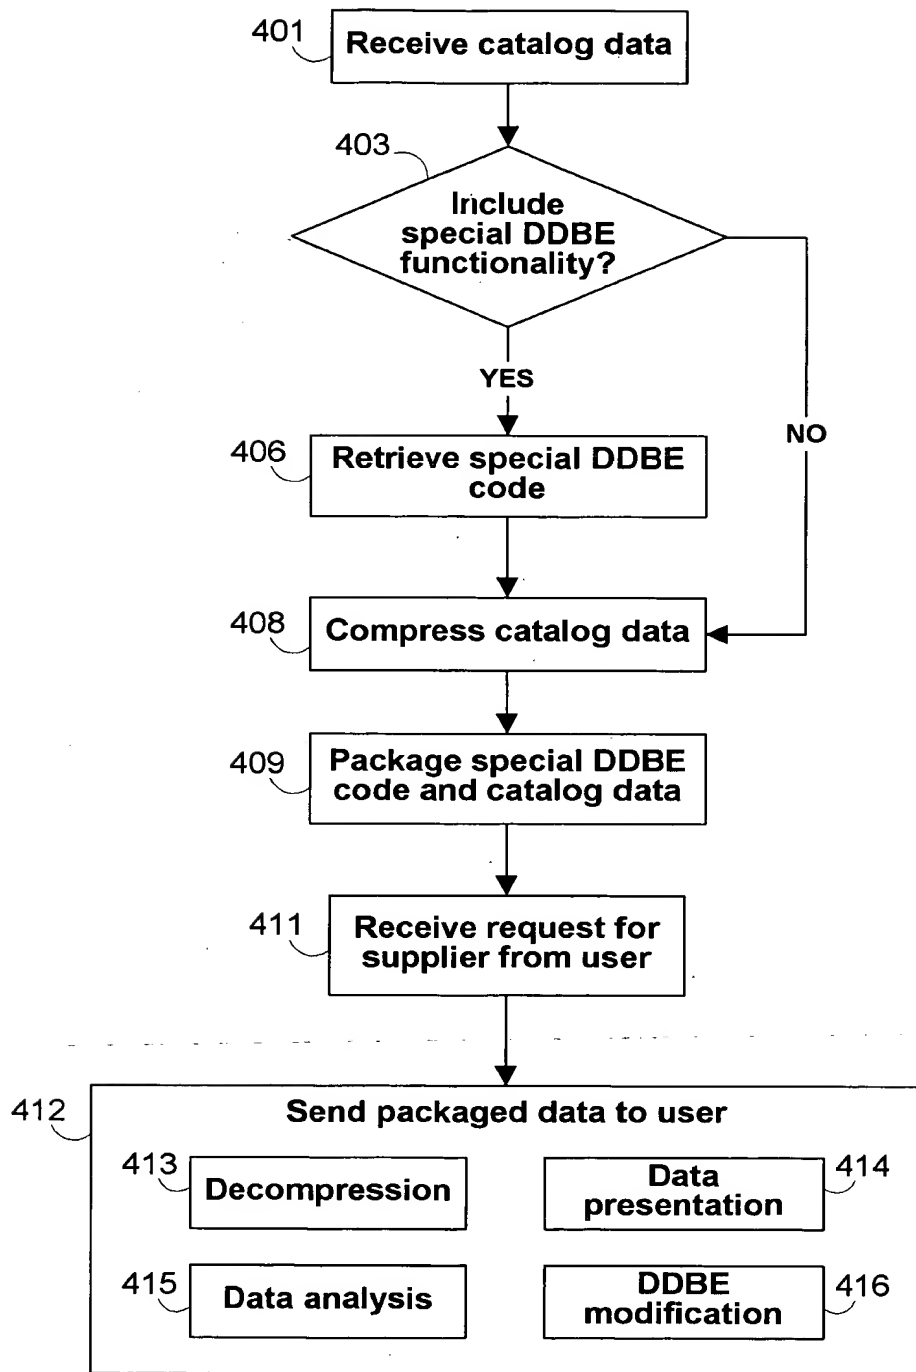 401
Receive catalog data
403
Include
special DDBE
functionality?
YES
NO
406
Retrieve special DDBE
code
408
Compress catalog data
409
Package special DDBE
code and catalog data
411
Receive request for
supplier from user
412
Send packaged data to user
413
Decompression
Data
presentation
414
415
Data analysis
DDBE
modification
416